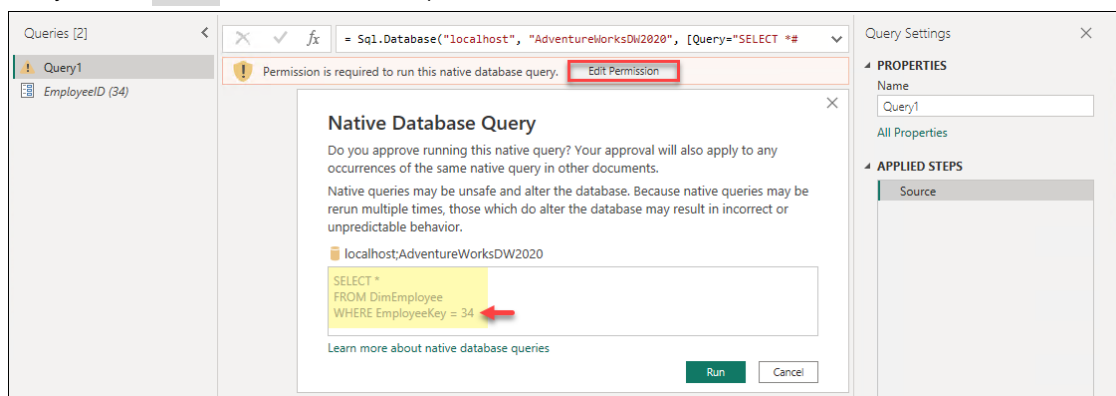 Queries [2]
fx
= Sql.Database("localhost", "AdventureWorksDW2020", [Query="SELECT *#
Query Settings
Query1
EmployeeID (34)
Permission is required to run this native database query.
Edit Permission
PROPERTIES
Name
Query1
All Properties
APPLIED STEPS
Source
Native Database Query
Do you approve running this native query? Your approval will also apply to any
occurrences of the same native query in other documents.
Native queries may be unsafe and alter the database. Because native queries may be
rerun multiple times, those which do alter the database may result in incorrect or
unpredictable behavior.
localhost;AdventureWorksDW2020
SELECT *
FROM DimEmployee
WHERE EmployeeKey = 34
Learn more about native database queries
Run
Cancel